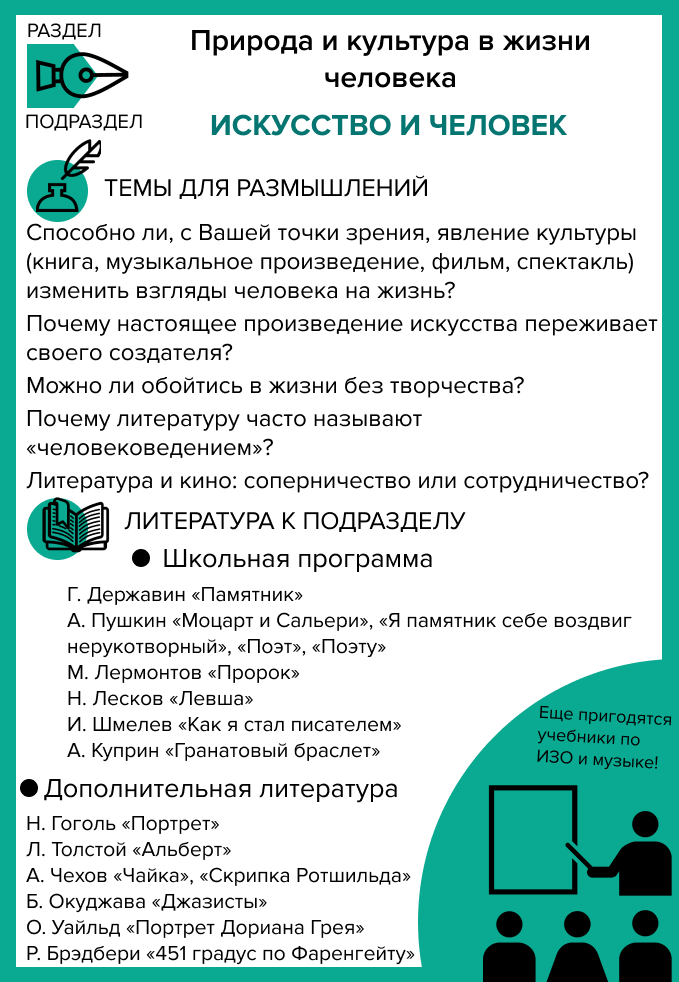 РАЗДЕЛ
Природа и культура в жизни
человека
ПОДРАЗДЕЛ
ИСКУССТВО И ЧЕЛОВЕК
ТЕМЫ ДЛЯ РАЗМЫШЛЕНИЙ
Способно ли, с Вашей точки зрения, явление культуры
(книга, музыкальное произведение, фильм, спектакль)
изменить взгляды человека на жизнь?
Почему настоящее произведение искусства переживает
своего создателя?
Можно ли обойтись в жизни без творчества?
Почему литературу часто называют
«человековедением»?
Литература и кино: соперничество или сотрудничество?
ЛИТЕРАТУРА К ПОДРАЗДЕЛУ
● Школьная программа
Г. Державин «Памятник»
А. Пушкин «Моцарт и Сальери», «Я памятник себе воздвиг
нерукотворный», «Поэт», «Поэту»
М. Лермонтов «Пророк»
Н. Лесков «Левша»
И. Шмелев «Как я стал писателем»
А. Куприн «Гранатовый браслет»
Еще пригодятся
учебники по
ИЗО и музыке!
● Дополнительная литература
Н. Гоголь «Портрет»
Л. Толстой «Альберт»
А. Чехов «Чайка», «Скрипка Ротшильда»
Б. Окуджава «Джазисты»
О. Уайльд «Портрет Дориана Грея»
Р. Брэдбери «451 градус по Фаренгейту»